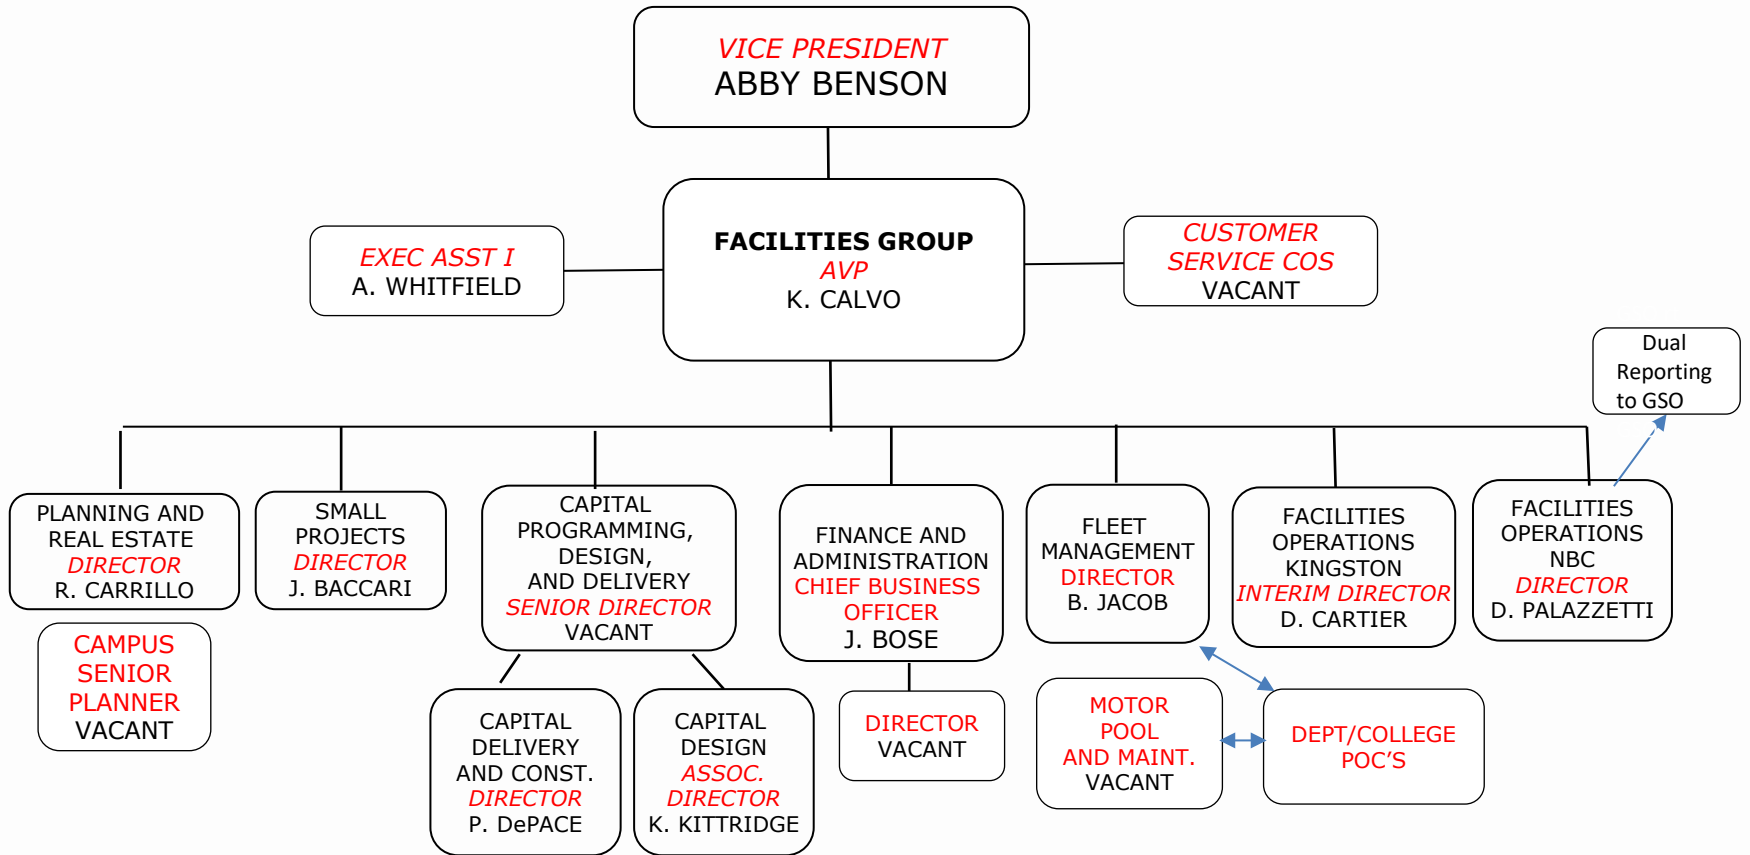 VICE PRESIDENT
ABBY BENSON
FACILITIES GROUP
AVP
K. CALVO
EXEC ASST I
A. WHITFIELD
CUSTOMER
SERVICE COS
VACANT
Dual
Reporting
to GSO
PLANNING AND
REAL ESTATE
DIRECTOR
R. CARRILLO
SMALL
PROJECTS
DIRECTOR
J. BACCARI
CAPITAL
PROGRAMMING,
DESIGN,
AND DELIVERY
SENIOR DIRECTOR
VACANT
FINANCE AND
ADMINISTRATION
CHIEF BUSINESS
OFFICER
J. BOSE
FLEET
MANAGEMENT
DIRECTOR
B. JACOB
FACILITIES
OPERATIONS
KINGSTON
INTERIM DIRECTOR
D. CARTIER
FACILITIES
OPERATIONS
NBC
DIRECTOR
D. PALAZZETTI
CAMPUS
SENIOR
PLANNER
VACANT
CAPITAL
DELIVERY
AND CONST.
DIRECTOR
P. DePACE
CAPITAL
DESIGN
ASSOC.
DIRECTOR
K. KITTRIDGE
DIRECTOR
VACANT
MOTOR
POOL
AND MAINT.
VACANT
DEPT/COLLEGE
POC'S